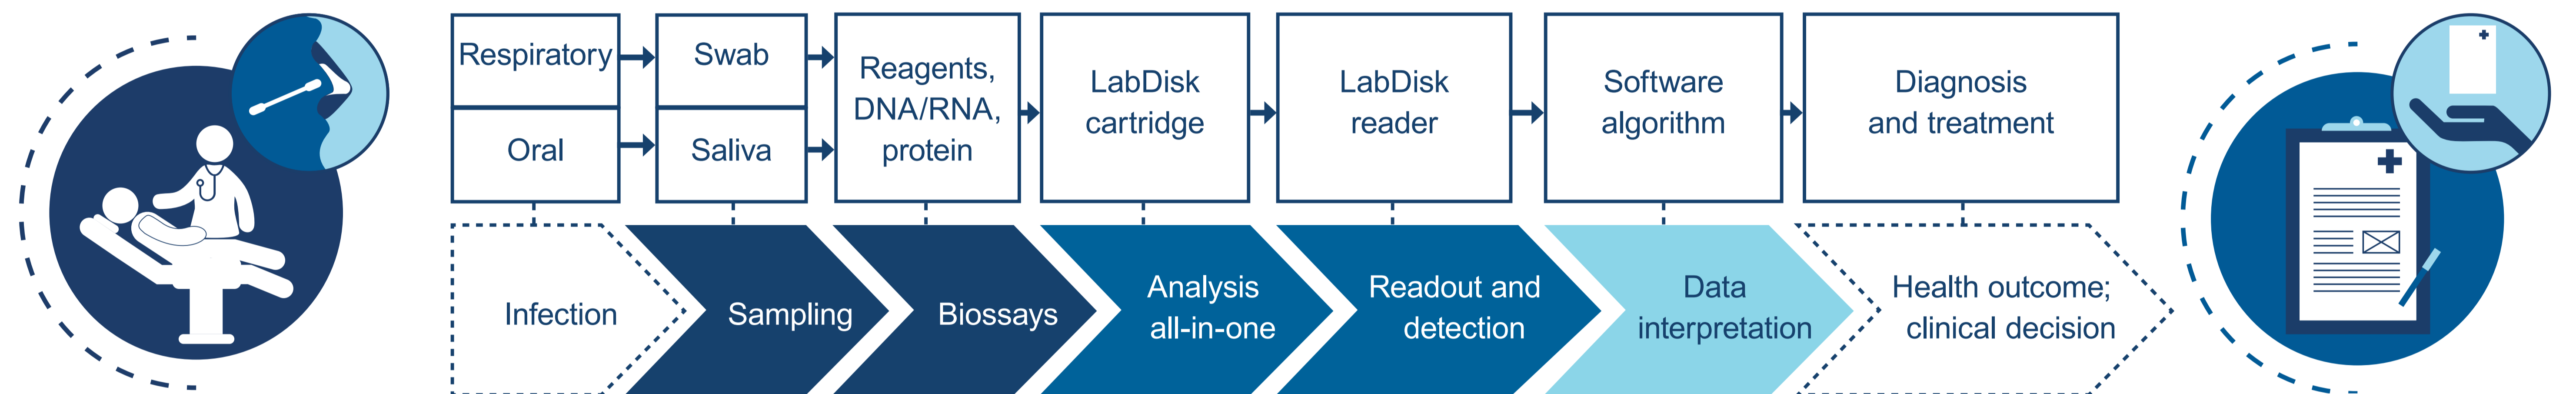 Respiratory
Oral
Swab
Saliva
Reagents,
DNA/RNA,
protein
LabDisk
cartridge
LabDisk
reader
Software
algorithm
Diagnosis
and treatment
Infection
Sampling
Biossays
Analysis
all-in-one
Readout and
detection
Data
interpretation
Health outcome;
clinical decision